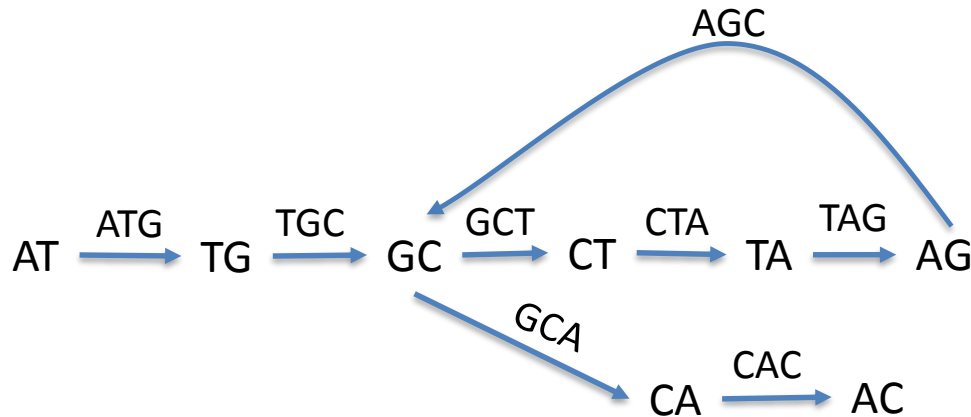 AGC
ATG TGC GCT CTA TAG
AT TG GC CT TA AG
GCA
CAC
CA AC